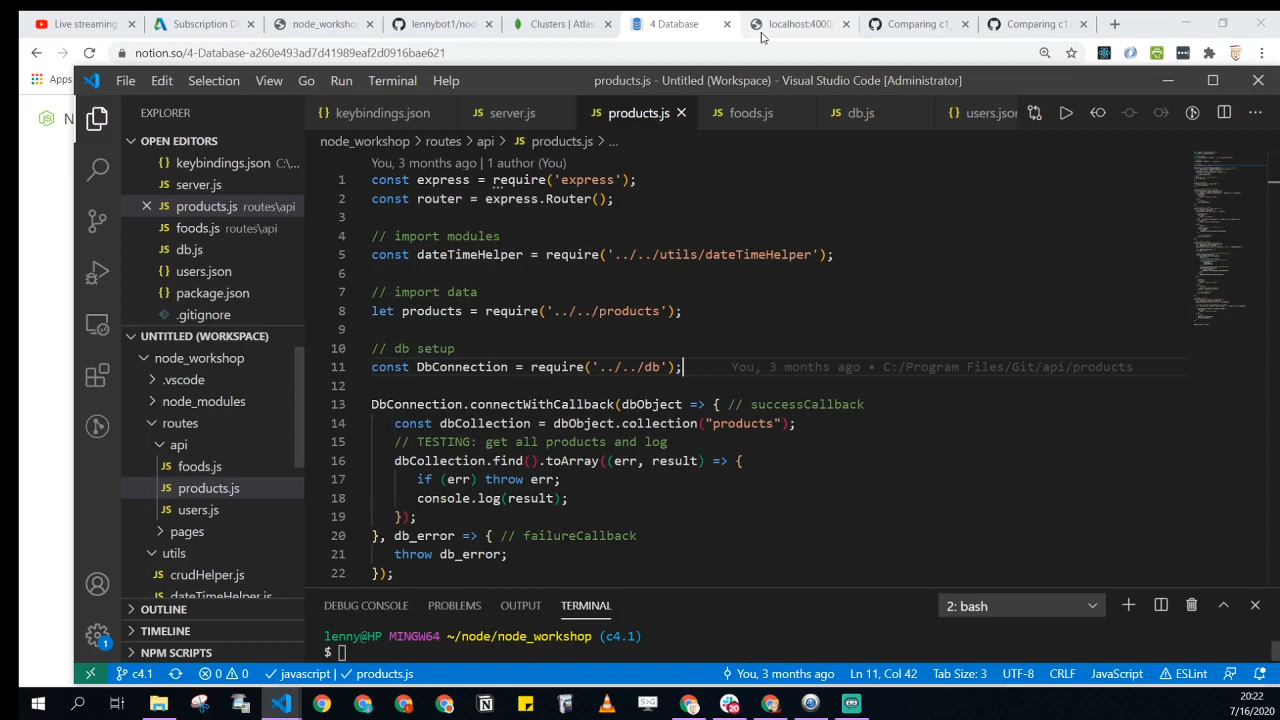 Live streaming
Subscription D
node_worksho
lennybot1/node
Clusters | Atlas
4 Database
localhost:4000/
Comparing c1_
Comparing c1.
notion.so/4-Database-a260e493ad7d41989eaf2d0916bae621
Apps
N
File Edit Selection View Go Run Terminal Help
products.js - Untitled (Workspace) - Visual Studio Code [Administrator]
EXPLORER
keybindings.json
server.js
products.js
foods.js
db.js
users.json
OPEN EDITORS
keybindings.json C:\...
server.js
products.js routes\api
foods.js routes\api
db.js
users.json
package.json
.gitignore
UNTITLED (WORKSPACE)
node_workshop
.vscode
node_modules
routes
api
foods.js
products.js
users.js
pages
utils
crudHelper.js
dateTimeHelper.js
OUTLINE
TIMELINE
NPM SCRIPTS
node_workshop > routes > api > products.js > ...
You, 3 months ago | 1 author (You)
1 const express = require('express');
2 const router = express.Router();
3
4 // import modules
5 const dateTimeHelper = require('../../utils/dateTimeHelper');
6
7 // import data
8 let products = require('../../products');
9
10 // db setup
11 const DbConnection = require('../../db'); You, 3 months ago • C:/Program Files/Git/api/products
12
13 DbConnection.connectWithCallback(dbObject => { // successCallback
14 const dbCollection = dbObject.collection("products");
15 // TESTING: get all products and log
16 dbCollection.find().toArray((err, result) => {
17 if (err) throw err;
18 console.log(result);
19 });
20 }, db_error => { // failureCallback
21 throw db_error;
22 });
DEBUG CONSOLE PROBLEMS OUTPUT TERMINAL
2: bash
lenny@HP MINGW64 ~/node/node_workshop (c4.1)
$
1
c4.1 0 0 javascript | products.js
You, 3 months ago Ln 11, Col 42 Tab Size: 3 UTF-8 CRLF JavaScript ESLint
20:22
7/16/2020